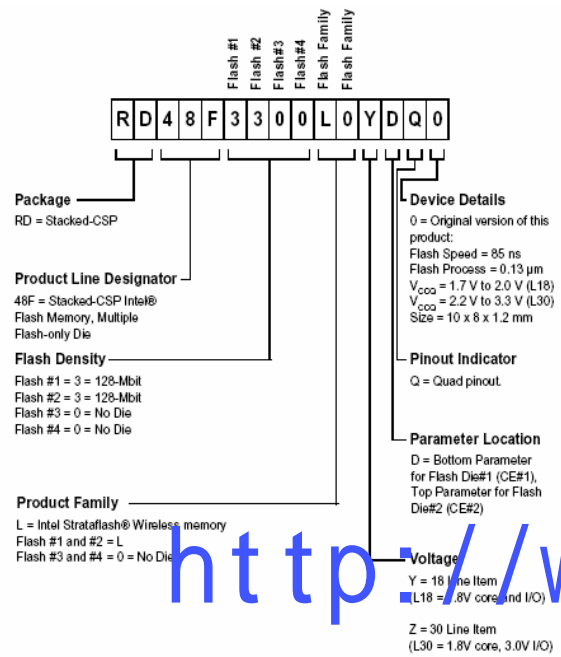 Flash #1
Flash #2
Flash#3
Flash#4
Flash Family
Flash Family
R D 4 8 F 3 3 0 0 L 0 Y D Q 0
Package
RD = Stacked-CSP
Product Line Designator
48F = Stacked-CSP Intel®
Flash Memory, Multiple
Flash-only Die
Flash Density
Flash #1 = 3 = 128-Mbit
Flash #2 = 3 = 128-Mbit
Flash #3 = 0 = No Die
Flash #4 = 0 = No Die
Product Family
L = Intel Strataflash® Wireless memory
Flash #1 and #2 = L
Flash #3 and #4 = 0 = No Die
Device Details
0 = Original version of this
product:
Flash Speed = 85 ns
Flash Process = 0.13 µm
VCCQ = 1.7 V to 2.0 V (L18)
VCCQ = 2.2 V to 3.3 V (L30)
Size = 10 x 8 x 1.2 mm
Pinout Indicator
Q = Quad pinout.
Parameter Location
D = Bottom Parameter
for Flash Die#1 (CE#1),
Top Parameter for Flash
Die#2 (CE#2)
Voltage
Y = 18 Line Item
(L18 = 1.8V core and I/O)
Z = 30 Line Item
(L30 = 1.8V core, 3.0V I/O)
http://w